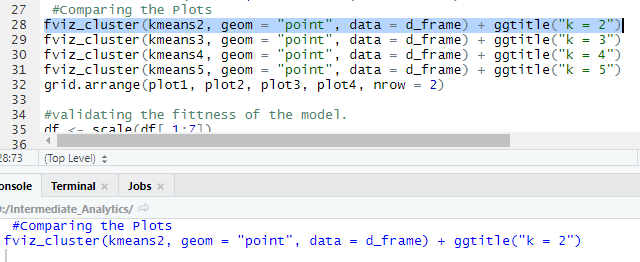 27 #Comparing the Plots
28 fviz_cluster(kmeans2, geom = "point", data = d_frame) + ggtitle("k = 2")
29 fviz_cluster(kmeans3, geom = "point", data = d_frame) + ggtitle("k = 3")
30 fviz_cluster(kmeans4, geom = "point", data = d_frame) + ggtitle("k = 4")
31 fviz_cluster(kmeans5, geom = "point", data = d_frame) + ggtitle("k = 5")
32 grid.arrange(plot1, plot2, plot3, plot4, nrow = 2)
33
34 #validating the fittness of the model.
35 df <- scale(df[ 1:7])
36
28:73 (Top Level)
onsole Terminal Jobs
:/Intermediate_Analytics/
#Comparing the Plots
fviz_cluster(kmeans2, geom = "point", data = d_frame) + ggtitle("k = 2")